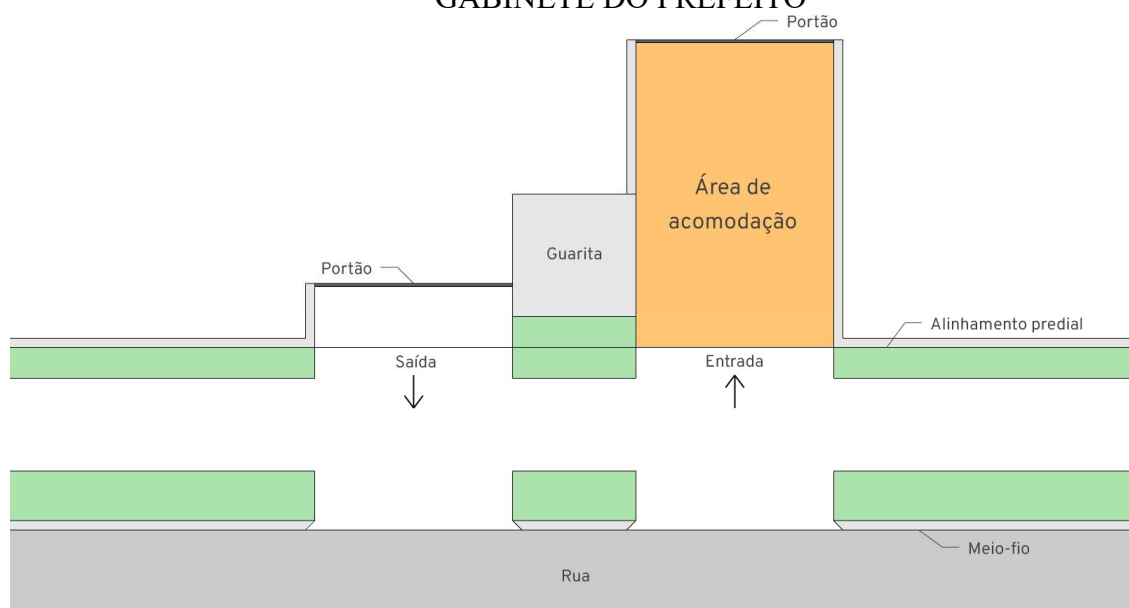 GABINETE DO PREFEITO
Portão
Área de
acomodação
Guarita
Portão
Alinhamento predial
Saída
Entrada
Meio-fio
Rua